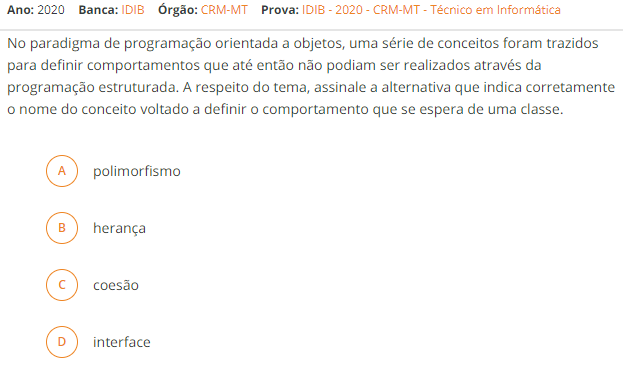 Ano: 2020 Banca: IDIB Órgão: CRM-MT Prova: IDIB - 2020 - CRM-MT - Técnico em Informática
No paradigma de programação orientada a objetos, uma série de conceitos foram trazidos
para definir comportamentos que até então não podiam ser realizados através da
programação estruturada. A respeito do tema, assinale a alternativa que indica corretamente
o nome do conceito voltado a definir o comportamento que se espera de uma classe.
A polimorfismo
B herança
C coesão
D interface